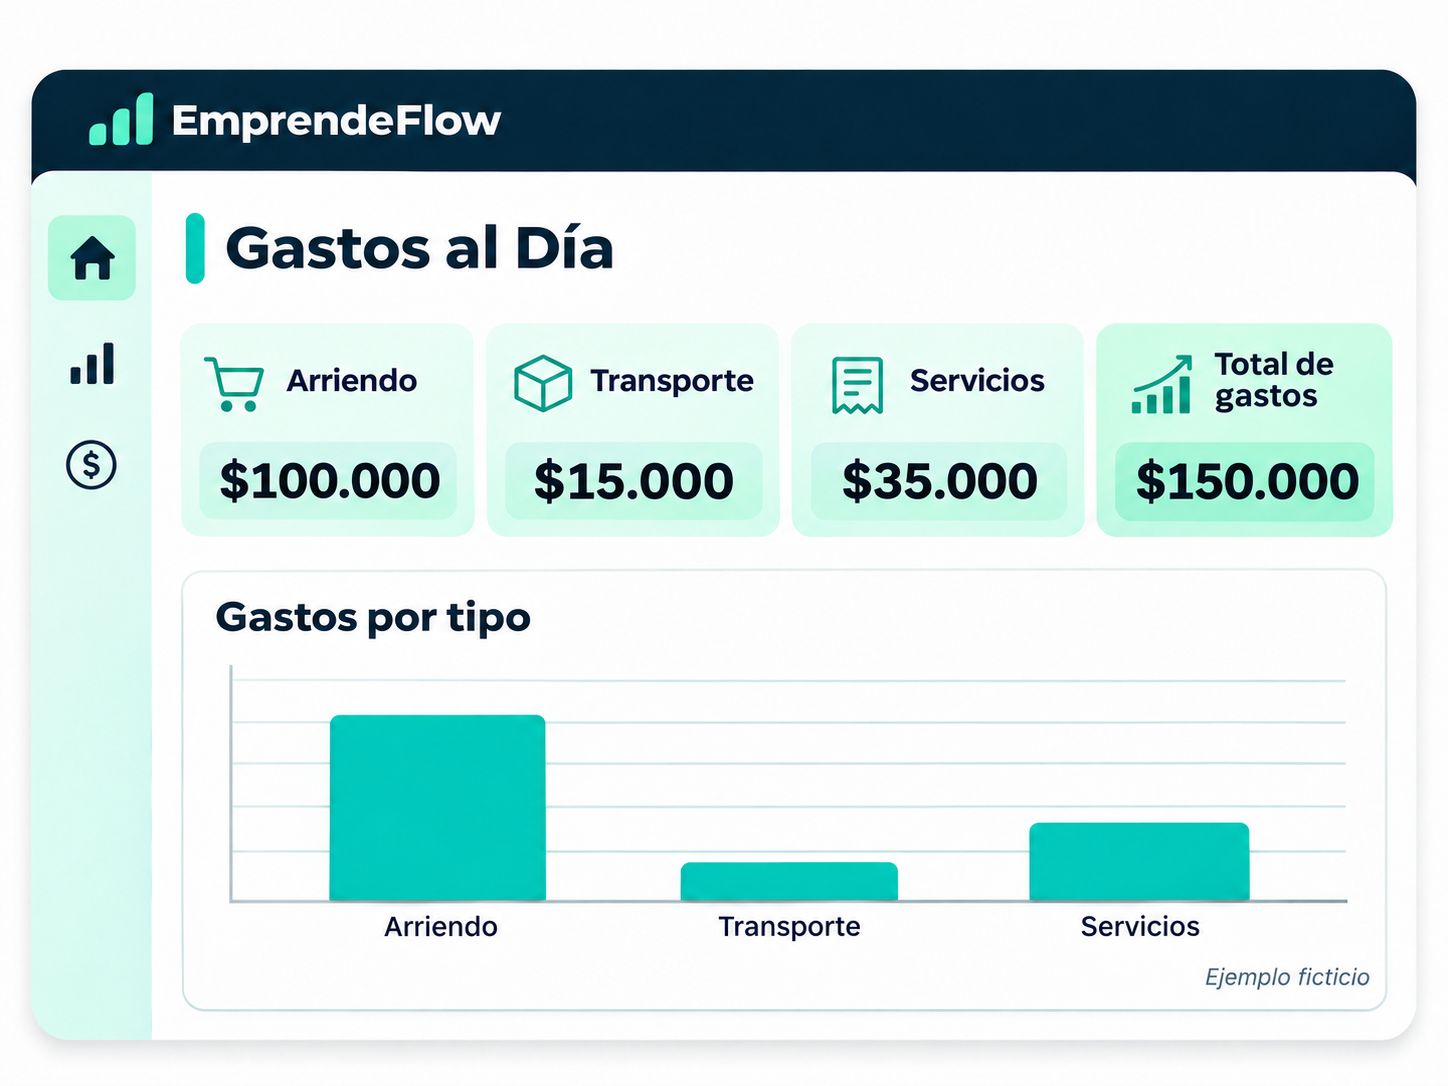 EmprendeFlow
Gastos al Día
Arriendo
$100.000
Transporte
$15.000
Servicios
$35.000
Total de
gastos
$150.000
Gastos por tipo
Arriendo
Transporte
Servicios
Ejemplo ficticio